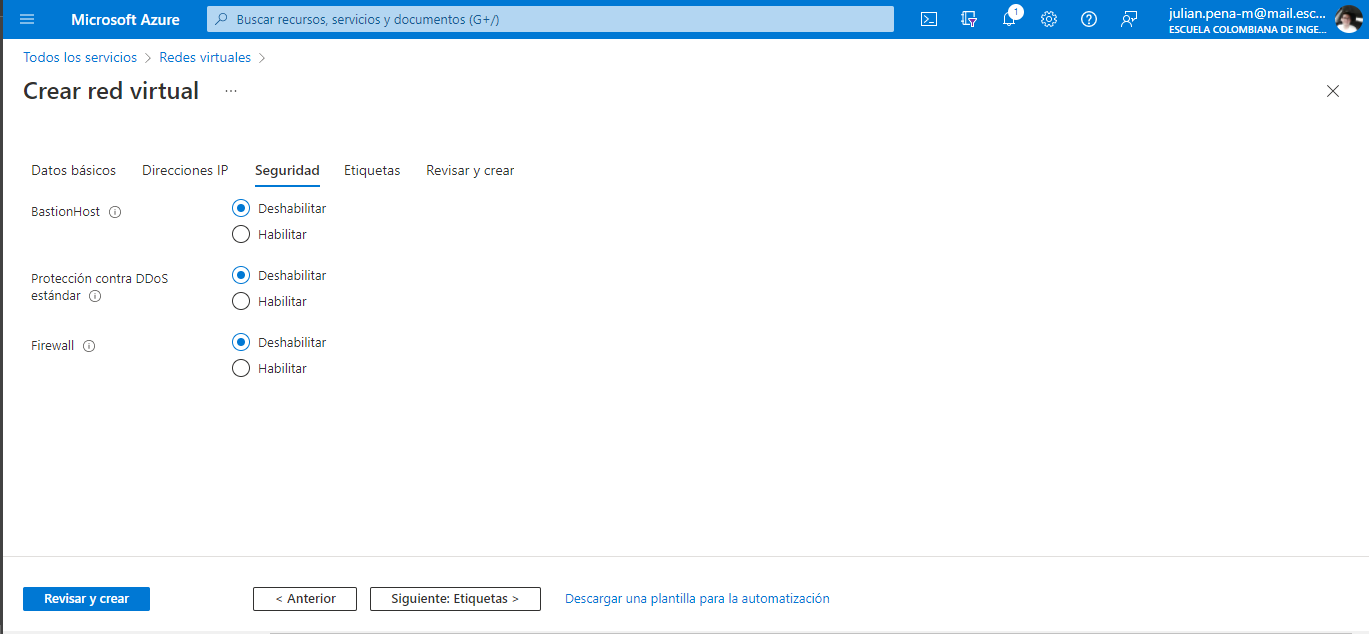 Microsoft Azure
Buscar recursos, servicios y documentos (G+/)
1
julian.pena-m@mail.esc...
ESCUELA COLOMBIANA DE INGE...
Todos los servicios > Redes virtuales >
Crear red virtual ...
Datos básicos Direcciones IP Seguridad Etiquetas Revisar y crear
BastionHost
Deshabilitar
Habilitar
Protección contra DDoS
estándar
Deshabilitar
Habilitar
Firewall
Deshabilitar
Habilitar
Revisar y crear < Anterior Siguiente: Etiquetas > Descargar una plantilla para la automatización